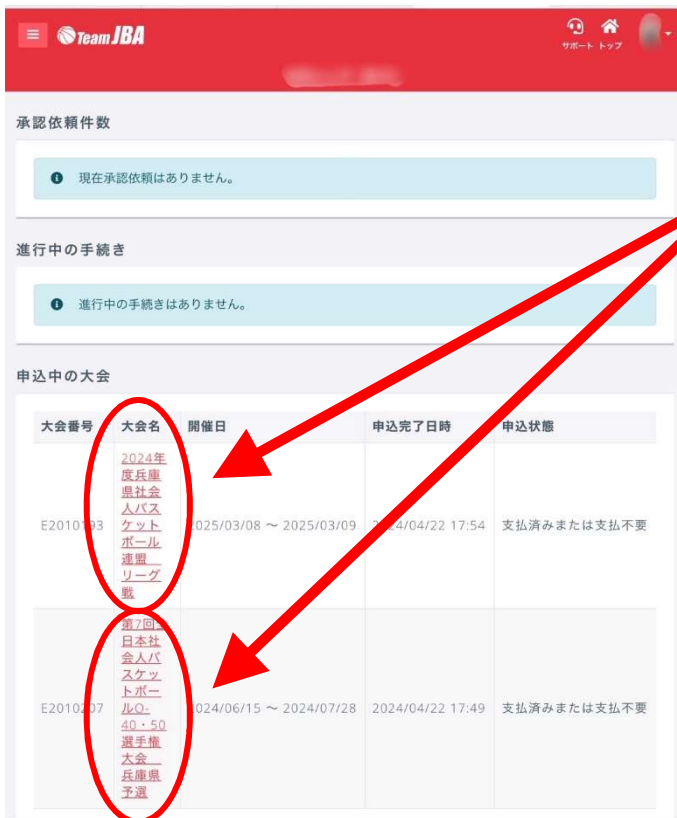 Team JBA
サポート トップ
承認依頼件数
現在承認依頼はありません。
進行中の手続き
進行中の手続きはありません。
申込中の大会
大会番号 大会名 開催日 申込完了日時 申込状態
2024年
度兵庫
県社会
人バス
E2010193 ケット 2025/03/08 ～ 2025/03/09 2024/04/22 17:54 支払済みまたは支払不要
ボール
連盟
リーグ
戦
第7回
日本社
会人バ
スケッ
トボー
E2010207 ルO- 2024/06/15 ～ 2024/07/28 2024/04/22 17:49 支払済みまたは支払不要
40・50
選手権
大会
兵庫県
予選